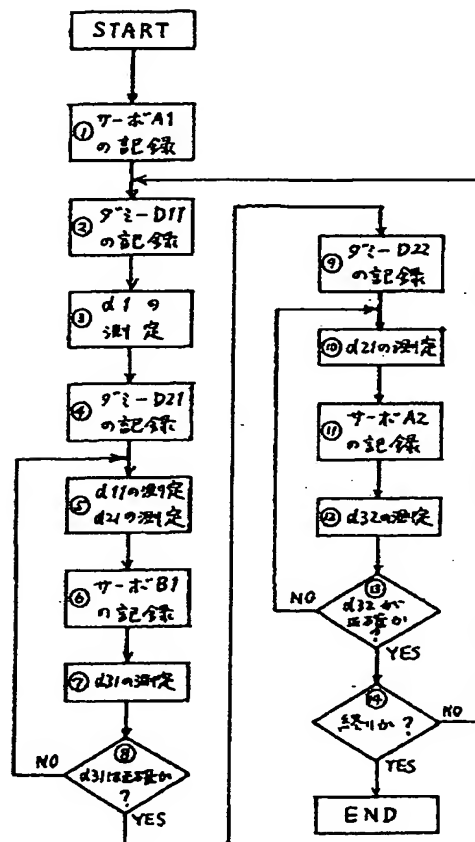 START
① サーボA1
の記録
② ダミーD11
の記録
③ d1の
測定
④ ダミーD21
の記録
⑤ d11の測定
d21の測定
⑥ サーボB1
の記録
⑦ d31の測定
⑧
d31は正確か
?
NO
YES
⑨ ダミーD22
の記録
⑩ d21の測定
⑪ サーボA2
の記録
⑫ d32の測定
⑬
d32が
正確か
?
NO
YES
⑭
終りか?
NO
YES
END